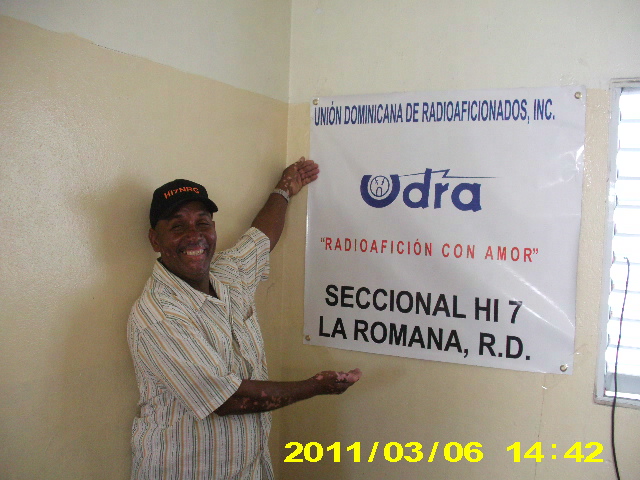 HI7NRG
UNIÓN DOMINICANA DE RADIOAFICIONADOS, INC.
Udra
"RADIOAFICIÓN CON AMOR"
SECCIONAL HI 7
LA ROMANA, R.D.
2011/03/06 14:42